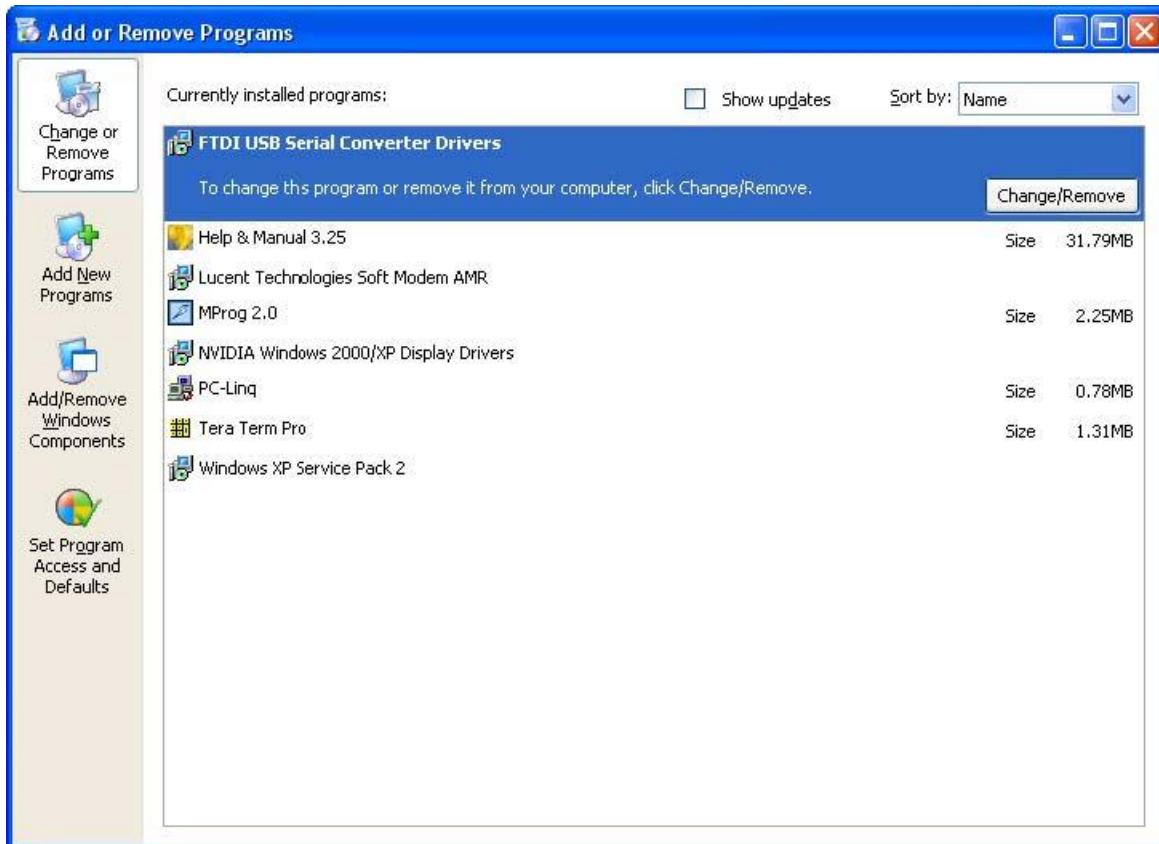 Add or Remove Programs
Change or
Remove
Programs
Add New
Programs
Add/Remove
Windows
Components
Set Program
Access and
Defaults
Currently installed programs:
Show updates
Sort by: Name
FTDI USB Serial Converter Drivers
To change ths program or remove it from your computer, click Change/Remove.
Change/Remove
Help & Manual 3.25 Size 31.79MB
Lucent Technologies Soft Modem AMR
MProg 2.0 Size 2.25MB
NVIDIA Windows 2000/XP Display Drivers
PC-Linq Size 0.78MB
Tera Term Pro Size 1.31MB
Windows XP Service Pack 2